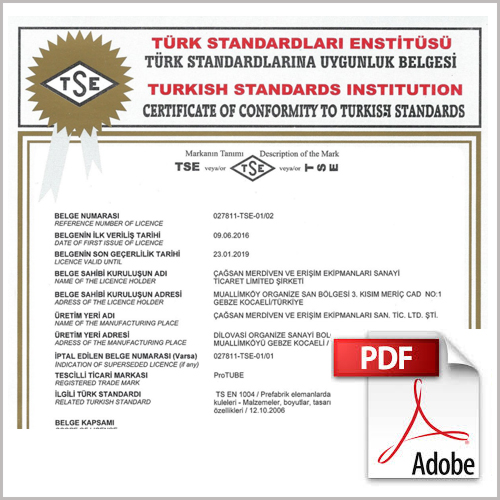 TÜRK STANDARDLARI ENSTİTÜSÜ
TÜRK STANDARDLARINA UYGUNLUK BELGESİ
TURKISH STANDARDS INSTITUTION
CERTIFICATE OF CONFORMITY TO TURKISH STANDARDS
TSE
Markanın Tanımı Description of the Mark
TSE veya/or TSE veya/or TSE
BELGE NUMARASI 027811-TSE-01/02
REFERENCE NUMBER OF LICENCE
BELGENİN İLK VERİLİŞ TARİHİ 09.06.2016
DATE OF FIRST ISSUE OF LICENCE
BELGENİN SON GEÇERLİLİK TARİHİ 23.01.2019
LICENCE VALID UNTIL
BELGE SAHİBİ KURULUŞUN ADI ÇAĞSAN MERDİVEN VE ERİŞİM EKİPMANLARI SANAYİ
NAME OF THE LICENCE HOLDER TİCARET LİMİTED ŞİRKETİ
BELGE SAHİBİ KURULUŞUN ADRESİ MUALLIMKÖY ORGANİZE SAN BÖLGESİ 3. KISIM MERİÇ CAD NO:1
ADRESS OF THE LICENCE HOLDER GEBZE KOCAELİ/TÜRKİYE
ÜRETİM YERİ ADI ÇAĞSAN MERDİVEN VE ERİŞİM EKİPMANLARI SAN. TİC. LTD. ŞTİ.
NAME OF THE MANUFACTURING PLACE
ÜRETİM YERİ ADRESİ DİLOVASI ORGANİZE SANAYİ
ADRESS OF THE MANUFACTURING PLACE MUALLIMKÖYÜ GEBZE KOCAELİ /
İPTAL EDİLEN BELGE NUMARASI (Varsa) 027811-TSE-01/01
INDICATION OF SUPERSEDED LICENCE (if any)
TESCİLLİ TİCARİ MARKASI ProTUBE
REGISTERED TRADE MARK
İLGİLİ TÜRK STANDARDI TS EN 1004 / Prefabrik elemanlarda
RELATED TURKISH STANDARD kuleleri - Malzemeler, boyutlar,
özellikleri / 12.10.2006
BELGE KAPSAMI
PDF
Adobe